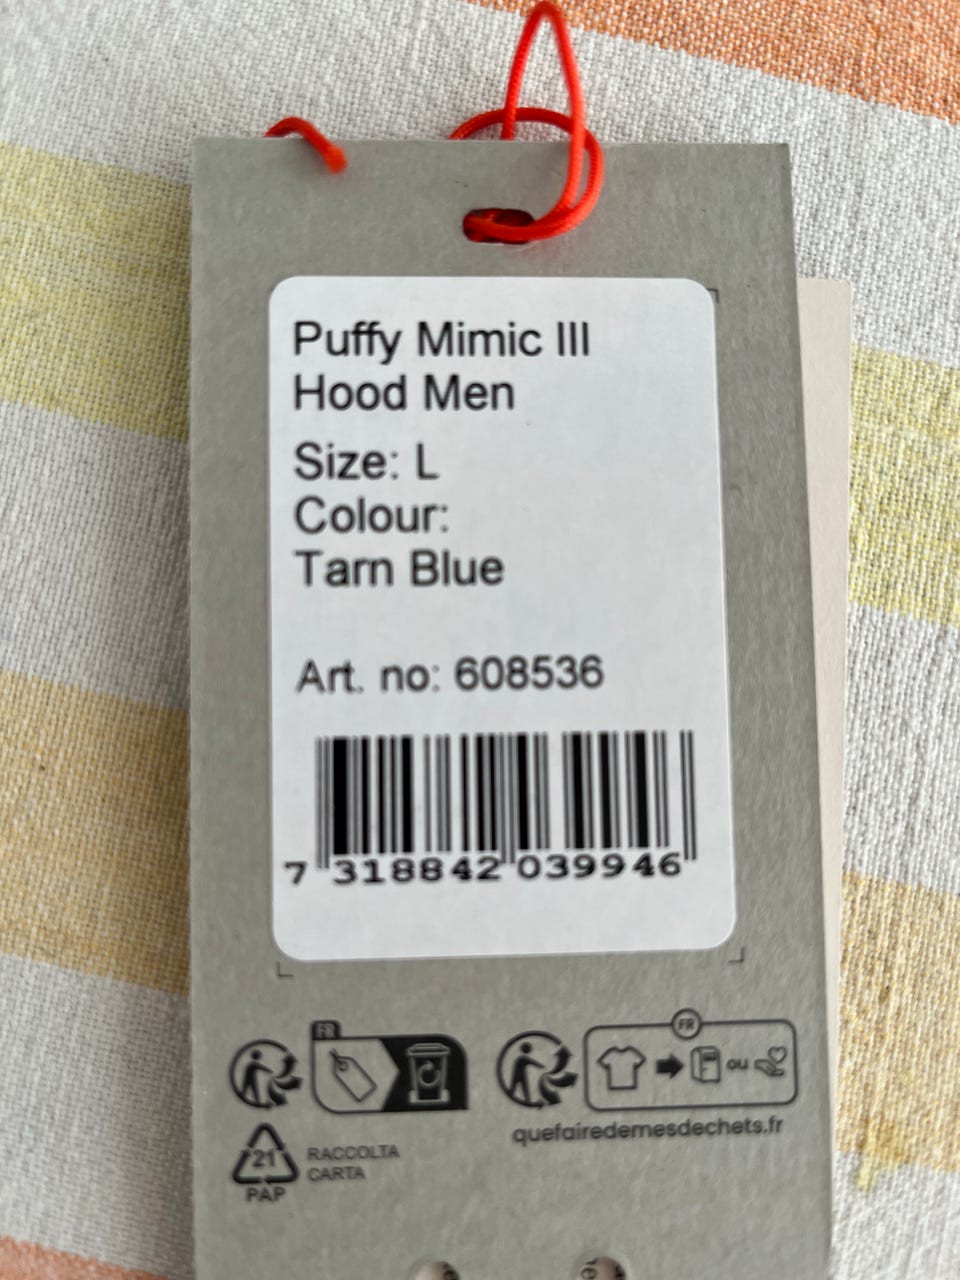 Puffy Mimic III
Hood Men
Size: L
Colour:
Tarn Blue
Art. no: 608536
7 318842 039946
FR
FR
ou
quefairedemesdechets.fr
21
PAP
RACCOLTA
CARTA